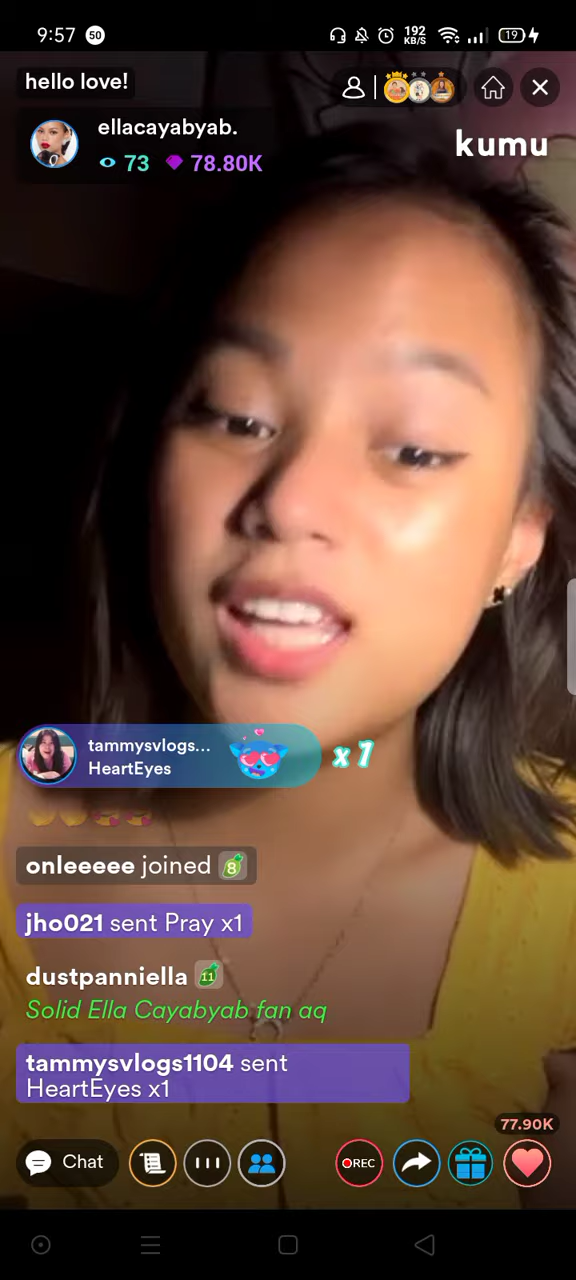 9:57 50 192 KB/S 19
hello love!
ellacayabyab.
73 78.80K
kumu
tammysvlogs...
HeartEyes
x 1
onleeeee joined 8
jho021 sent Pray x1
dustpanniella 11
Solid Ella Cayabyab fan aq
tammysvlogs1104 sent
HeartEyes x1
77.90K
Chat
REC